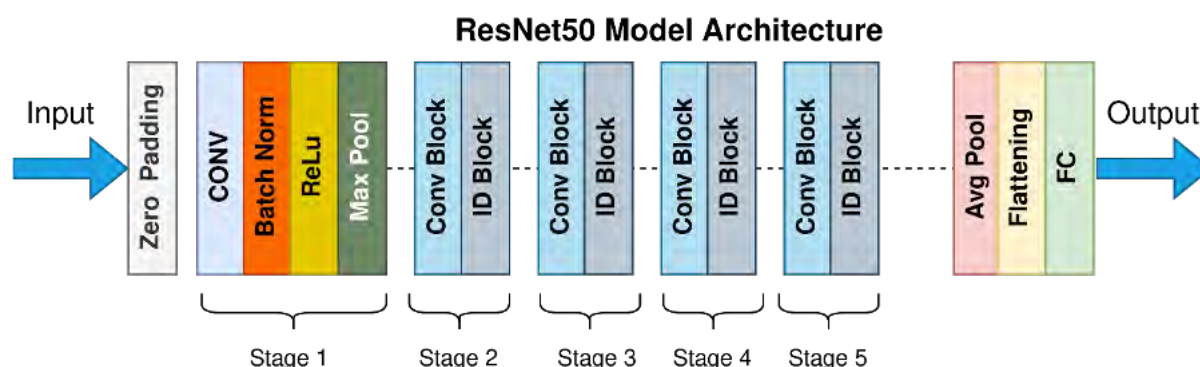 ResNet50 Model Architecture
Input
Zero Padding
CONV
Batch Norm
ReLu
Max Pool
Conv Block
ID Block
Conv Block
ID Block
Conv Block
ID Block
Conv Block
ID Block
Avg Pool
Flattening
FC
Output
Stage 1
Stage 2
Stage 3
Stage 4
Stage 5